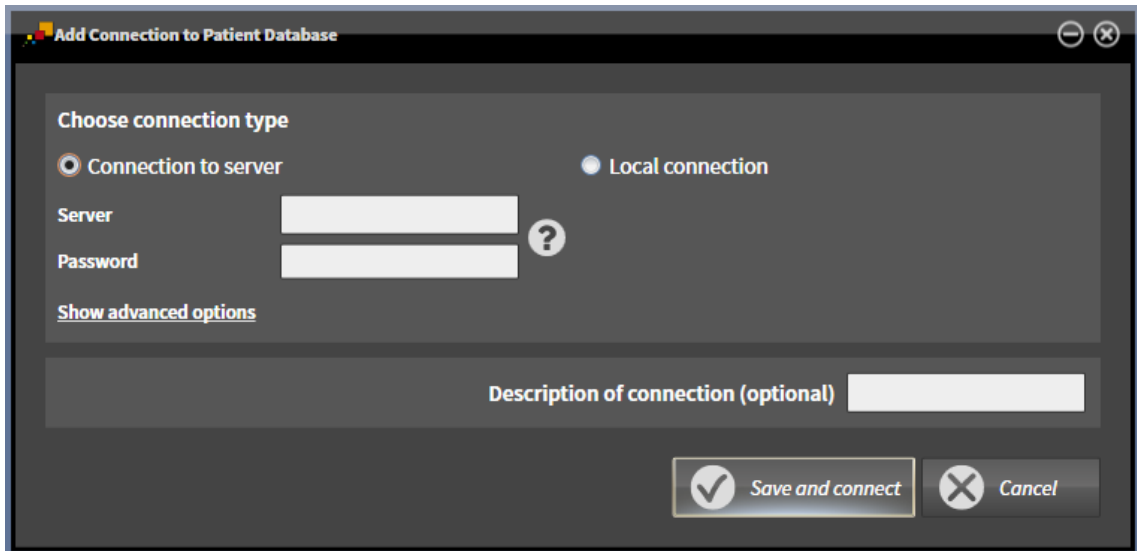 Add Connection to Patient Database
Choose connection type
Connection to server
Local connection
Server
?
Password
Show advanced options
Description of connection (optional)
Save and connect
Cancel